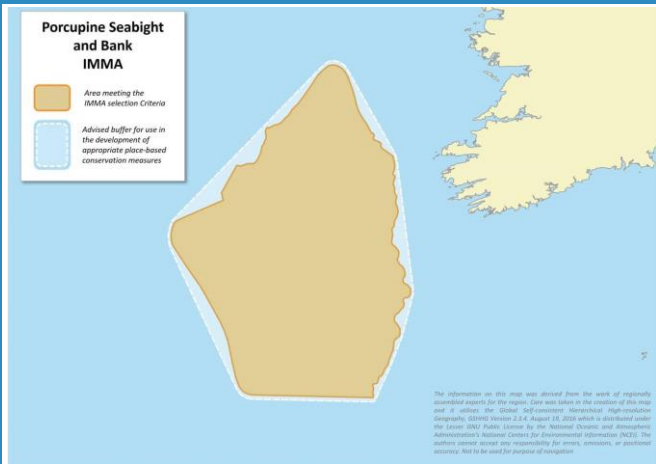 Porcupine Seabight
and Bank
IMMA
Area meeting the
IMMA selection Criteria
Advised buffer for use in
the development of
appropriate place-based
conservation measures
The information on this map was derived from the work of regionally
assembled experts for the region. Care was taken in the creation of this map
and it utilises the Global Self-consistent Hierarchical High-resolution
Geography, GSHHG Version 2.3.4. August 19, 2016 which is distributed under
the Lesser GNU Public License by the National Oceanic and Atmospheric
Administration's National Centers for Environmental Information (NCEI). The
authors cannot accept any responsibility for errors, omissions, or positional
accuracy. Not to be used for purpose of navigation